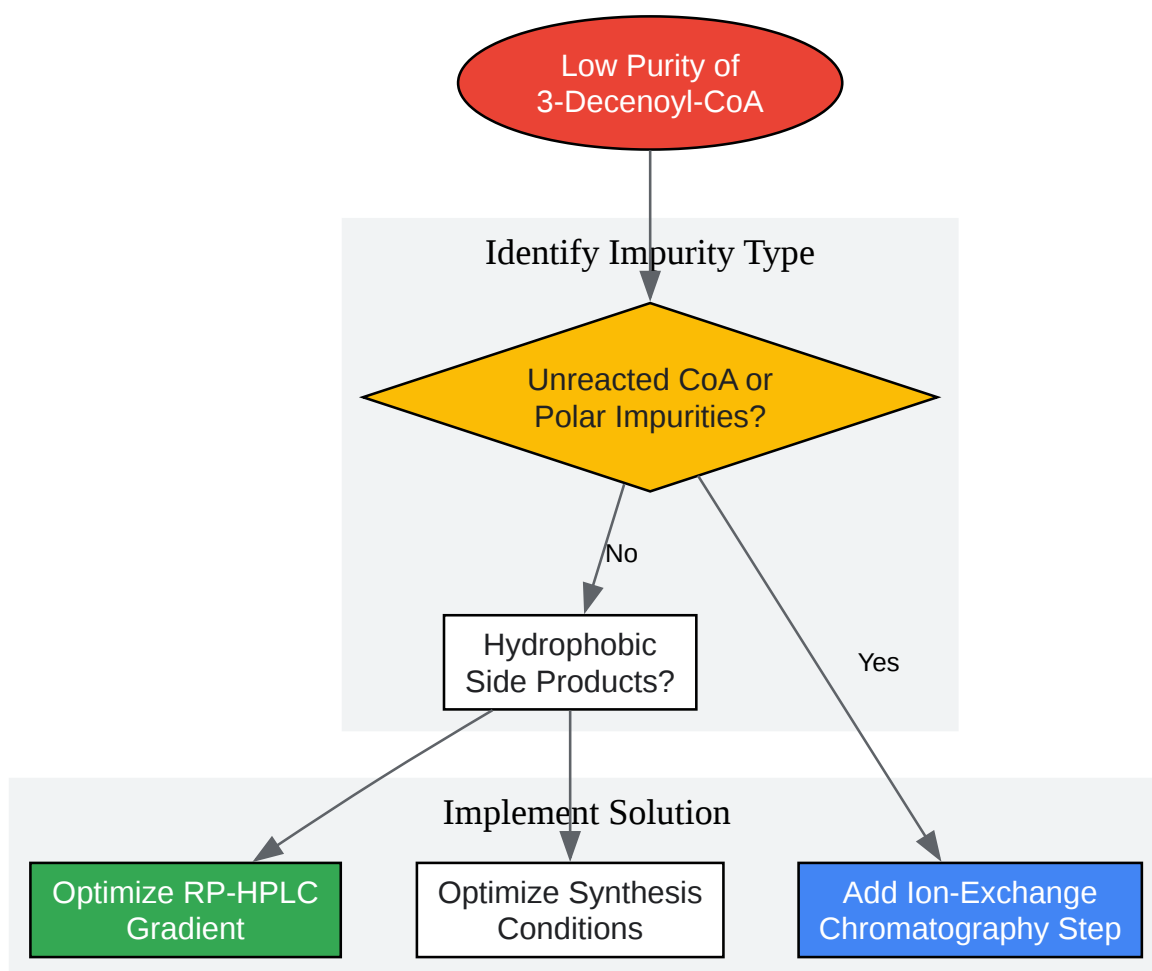 Low Purity of
3-Decenoyl-CoA
Identify Impurity Type
Unreacted CoA or
Polar Impurities?
No
Hydrophobic
Side Products?
Yes
Implement Solution
Optimize RP-HPLC
Gradient
Optimize Synthesis
Conditions
Add Ion-Exchange
Chromatography Step